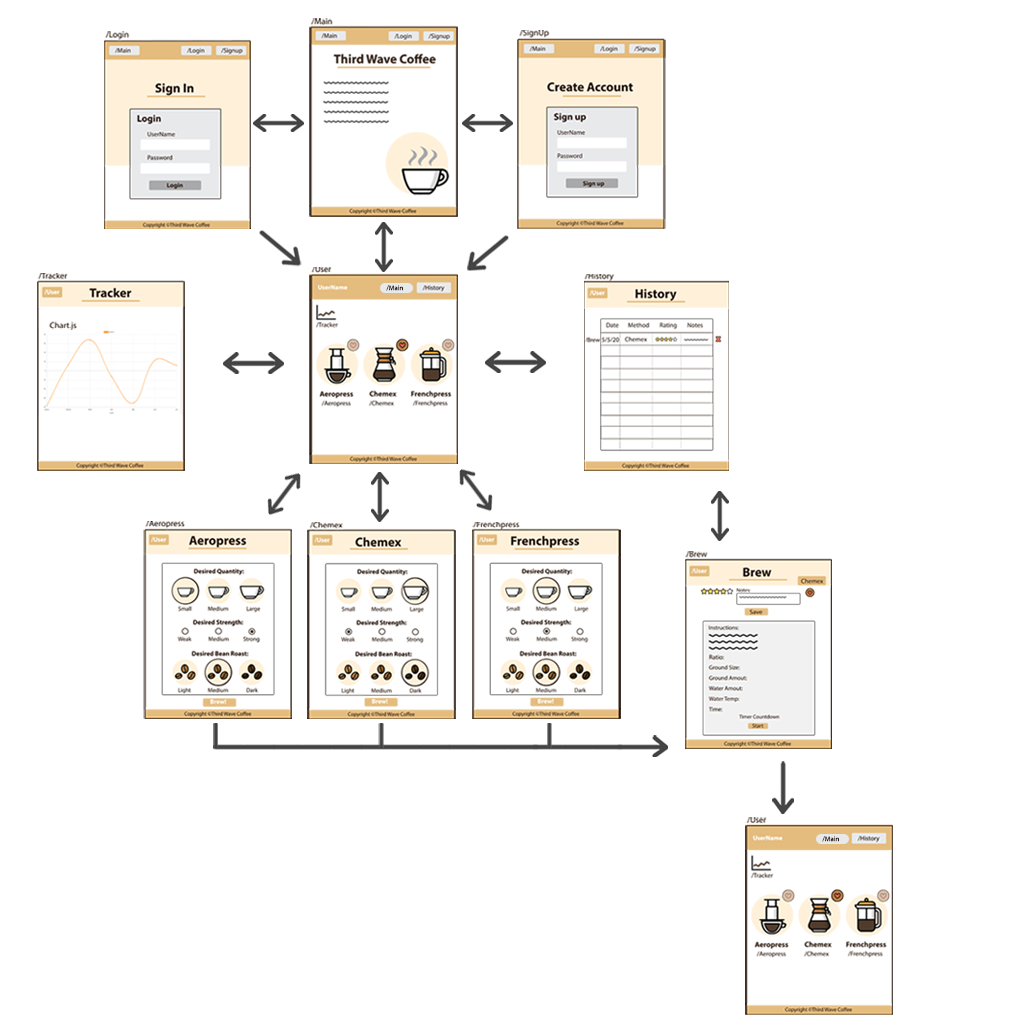 /Login
/Main /Login /Signup
Sign In
Login
UserName
Password
Login
Copyright ©Third Wave Coffee
/Main
/Main /Login /Signup
Third Wave Coffee
Copyright ©Third Wave Coffee
/SignUp
/Main /Login /Signup
Create Account
Sign up
UserName
Password
Sign up
Copyright ©Third Wave Coffee
/Tracker
/User Tracker
Chart.js
Copyright ©Third Wave Coffee
/User
UserName /Main /History
/Tracker
Aeropress Chemex Frenchpress
/Aeropress /Chemex /Frenchpress
Copyright ©Third Wave Coffee
/History
/User History
Date Method Rating Notes
/Brew 5/5/20 Chemex
Copyright ©Third Wave Coffee
/Aeropress
/User Aeropress
Desired Quantity:
Small Medium Large
Desired Strength:
Weak Medium Strong
Desired Bean Roast:
Light Medium Dark
Brew!
Copyright ©Third Wave Coffee
/Chemex
/User Chemex
Desired Quantity:
Small Medium Large
Desired Strength:
Weak Medium Strong
Desired Bean Roast:
Light Medium Dark
Brew!
Copyright ©Third Wave Coffee
/Frenchpress
/User Frenchpress
Desired Quantity:
Small Medium Large
Desired Strength:
Weak Medium Strong
Desired Bean Roast:
Light Medium Dark
Brew!
Copyright ©Third Wave Coffee
/Brew
/User Brew
Chemex
Notes:
Save
Instructions:
Ratio:
Ground Size:
Ground Amout:
Water Amout:
Water Temp:
Time:
Timer Countdown
Start
Copyright ©Third Wave Coffee
/User
UserName /Main /History
/Tracker
Aeropress Chemex Frenchpress
/Aeropress /Chemex /Frenchpress
Copyright ©Third Wave Coffee